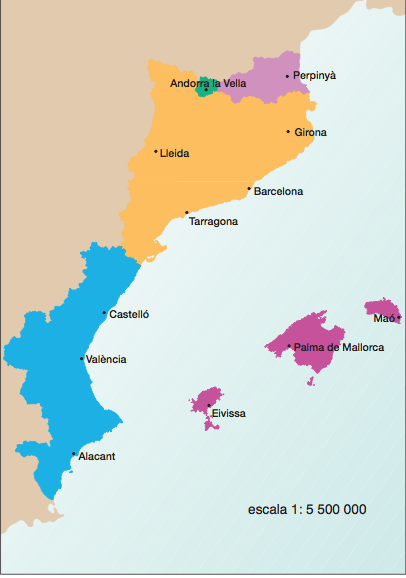 Perpinyà
Andorra la Vella
Girona
Lleida
Barcelona
Tarragona
Castelló
Maó
Palma de Mallorca
València
Eivissa
Alacant
escala 1: 5 500 000